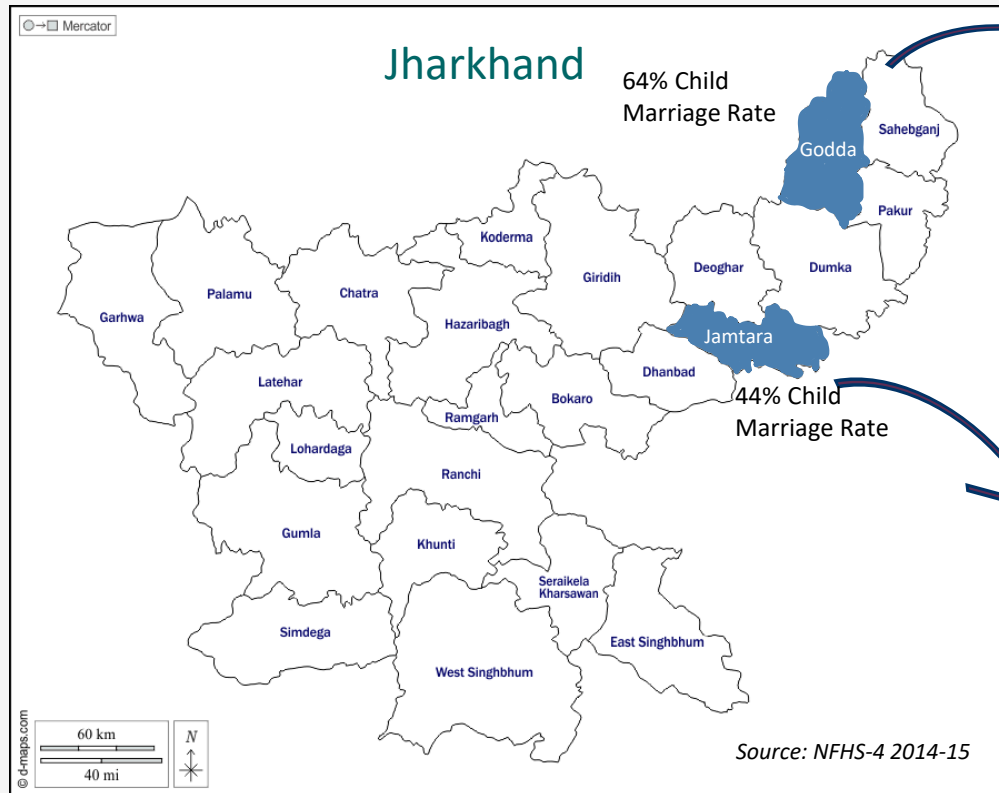 Mercator
Jharkhand
64% Child
Marriage Rate
Sahebganj
Godda
Pakur
Koderma
Giridih
Deoghar
Dumka
Garhwa
Palamu
Chatra
Hazaribagh
Jamtara
Dhanbad
Latehar
Bokaro
44% Child
Marriage Rate
Ramgarh
Lohardaga
Ranchi
Gumla
Khunti
Seraikela
Kharsawan
Simdega
East Singhbhum
West Singhbhum
60 km
40 mi
N
© d-maps.com
Source: NFHS-4 2014-15